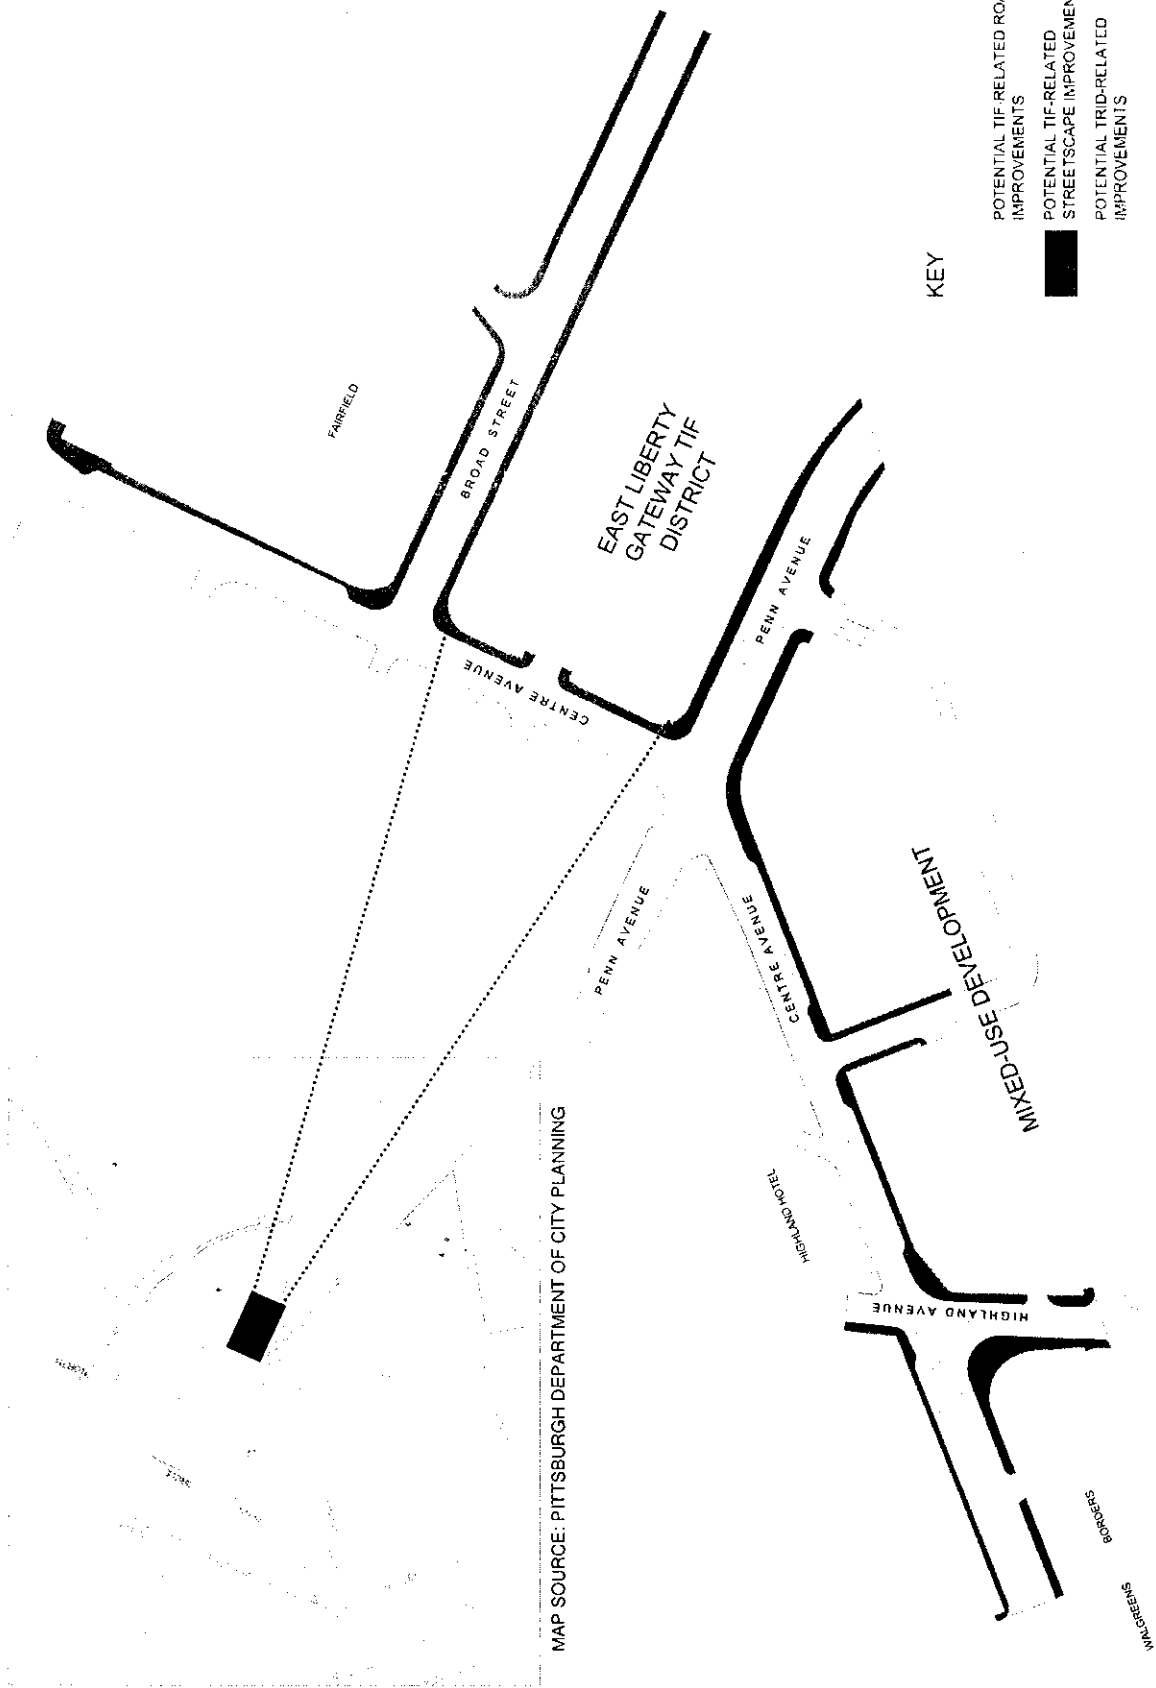 FAIRFIELD
BROAD STREET
EAST LIBERTY
GATEWAY TIF
DISTRICT
CENTRE AVENUE
PENN AVENUE
PENN AVENUE
CENTRE AVENUE
MIXED-USE DEVELOPMENT
HIGHLAND HOTEL
HIGHLAND AVENUE
BORDERS
WALGREENS
MAP SOURCE: PITTSBURGH DEPARTMENT OF CITY PLANNING
KEY
POTENTIAL TIF-RELATED
IMPROVEMENTS
POTENTIAL TIF-RELATED
STREETSCAPE IMPROVEMEN
POTENTIAL TRID-RELATED
IMPROVEMENTS